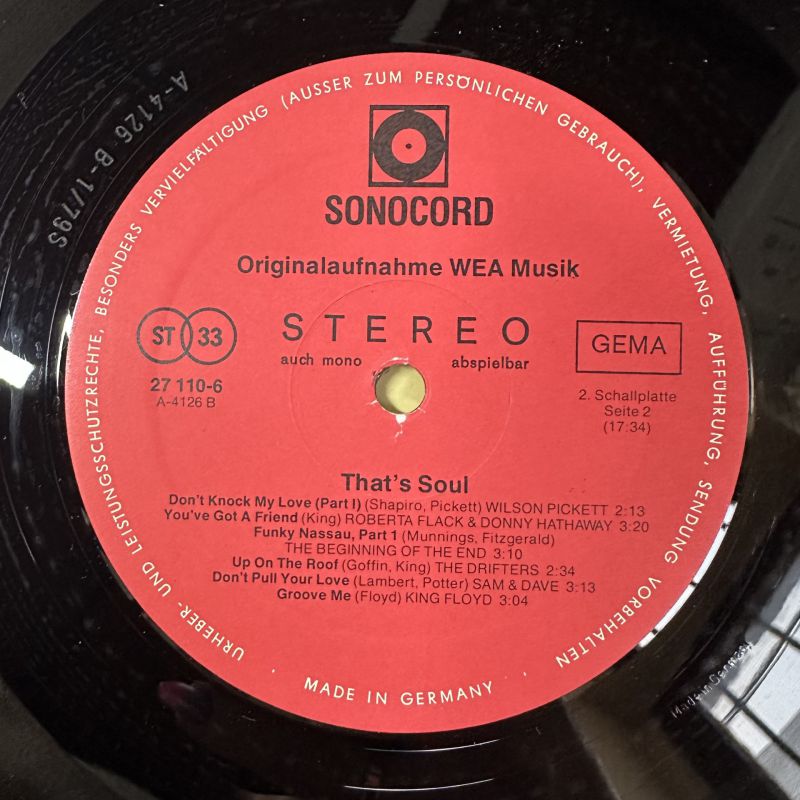 URHEBER- UND LEISTUNGSSCHUTZRECHTE, BESONDERS VERVIELFÄLTIGUNG (AUSSER ZUM PERSÖNLICHEN GEBRAUCH), VERMIETUNG, AUFFÜHRUNG, SENDUNG VORBEHALTEN
SONOCORD
Originalaufnahme WEA Musik
ST 33
STEREO
auch mono abspielbar
GEMA
27 110-6
A-4126 B
2. Schallplatte
Seite 2
(17:34)
That's Soul
Don't Knock My Love (Part I) (Shapiro, Pickett) WILSON PICKETT 2:13
You've Got A Friend (King) ROBERTA FLACK & DONNY HATHAWAY 3:20
Funky Nassau, Part 1 (Munnings, Fitzgerald)
THE BEGINNING OF THE END 3:10
Up On The Roof (Goffin, King) THE DRIFTERS 2:34
Don't Pull Your Love (Lambert, Potter) SAM & DAVE 3:13
Groove Me (Floyd) KING FLOYD 3:04
· MADE IN GERMANY ·
A-4126 B-1/79S
Made in Germany